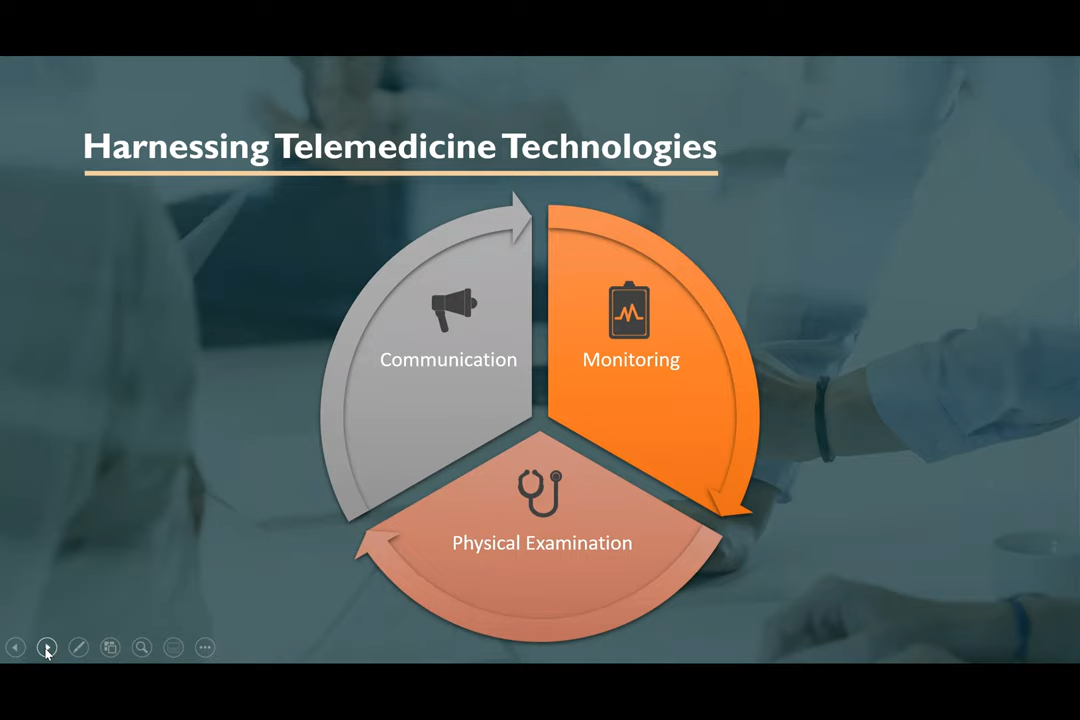 Harnessing Telemedicine Technologies
Communication
Monitoring
Physical Examination